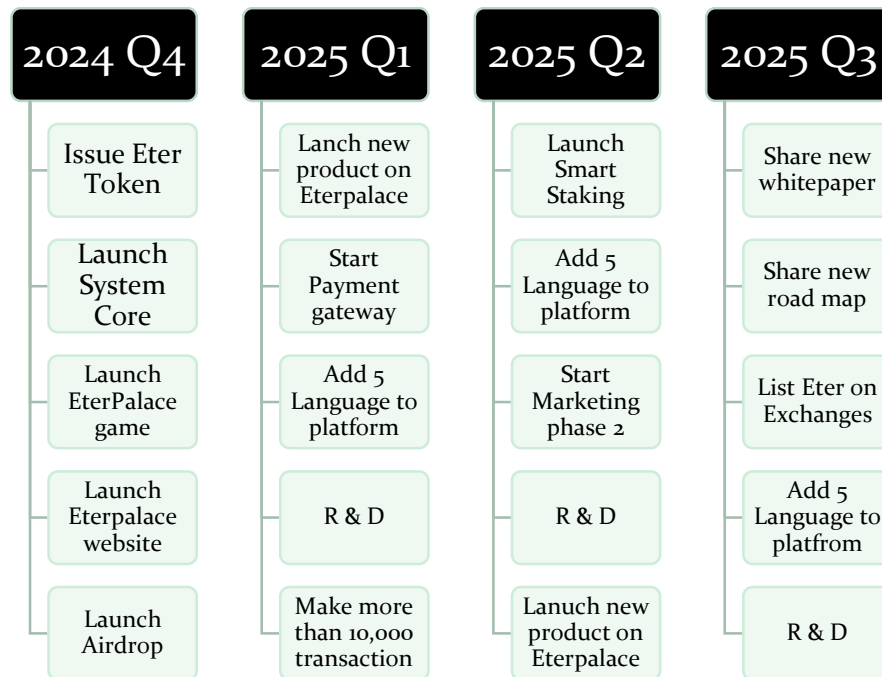 2024 Q4
Issue Eter
Token
Launch
System
Core
Launch
EterPalace
game
Launch
Eterpalace
website
Launch
Airdrop
2025 Q1
Lanch new
product on
Eterpalace
Start
Payment
gateway
Add 5
Language to
platform
R & D
Make more
than 10,000
transaction
2025 Q2
Launch
Smart
Staking
Add 5
Language to
platform
Start
Marketing
phase 2
R & D
Lanuch new
product on
Eterpalace
2025 Q3
Share new
whitepaper
Share new
road map
List Eter on
Exchanges
Add 5
Language to
platfrom
R & D